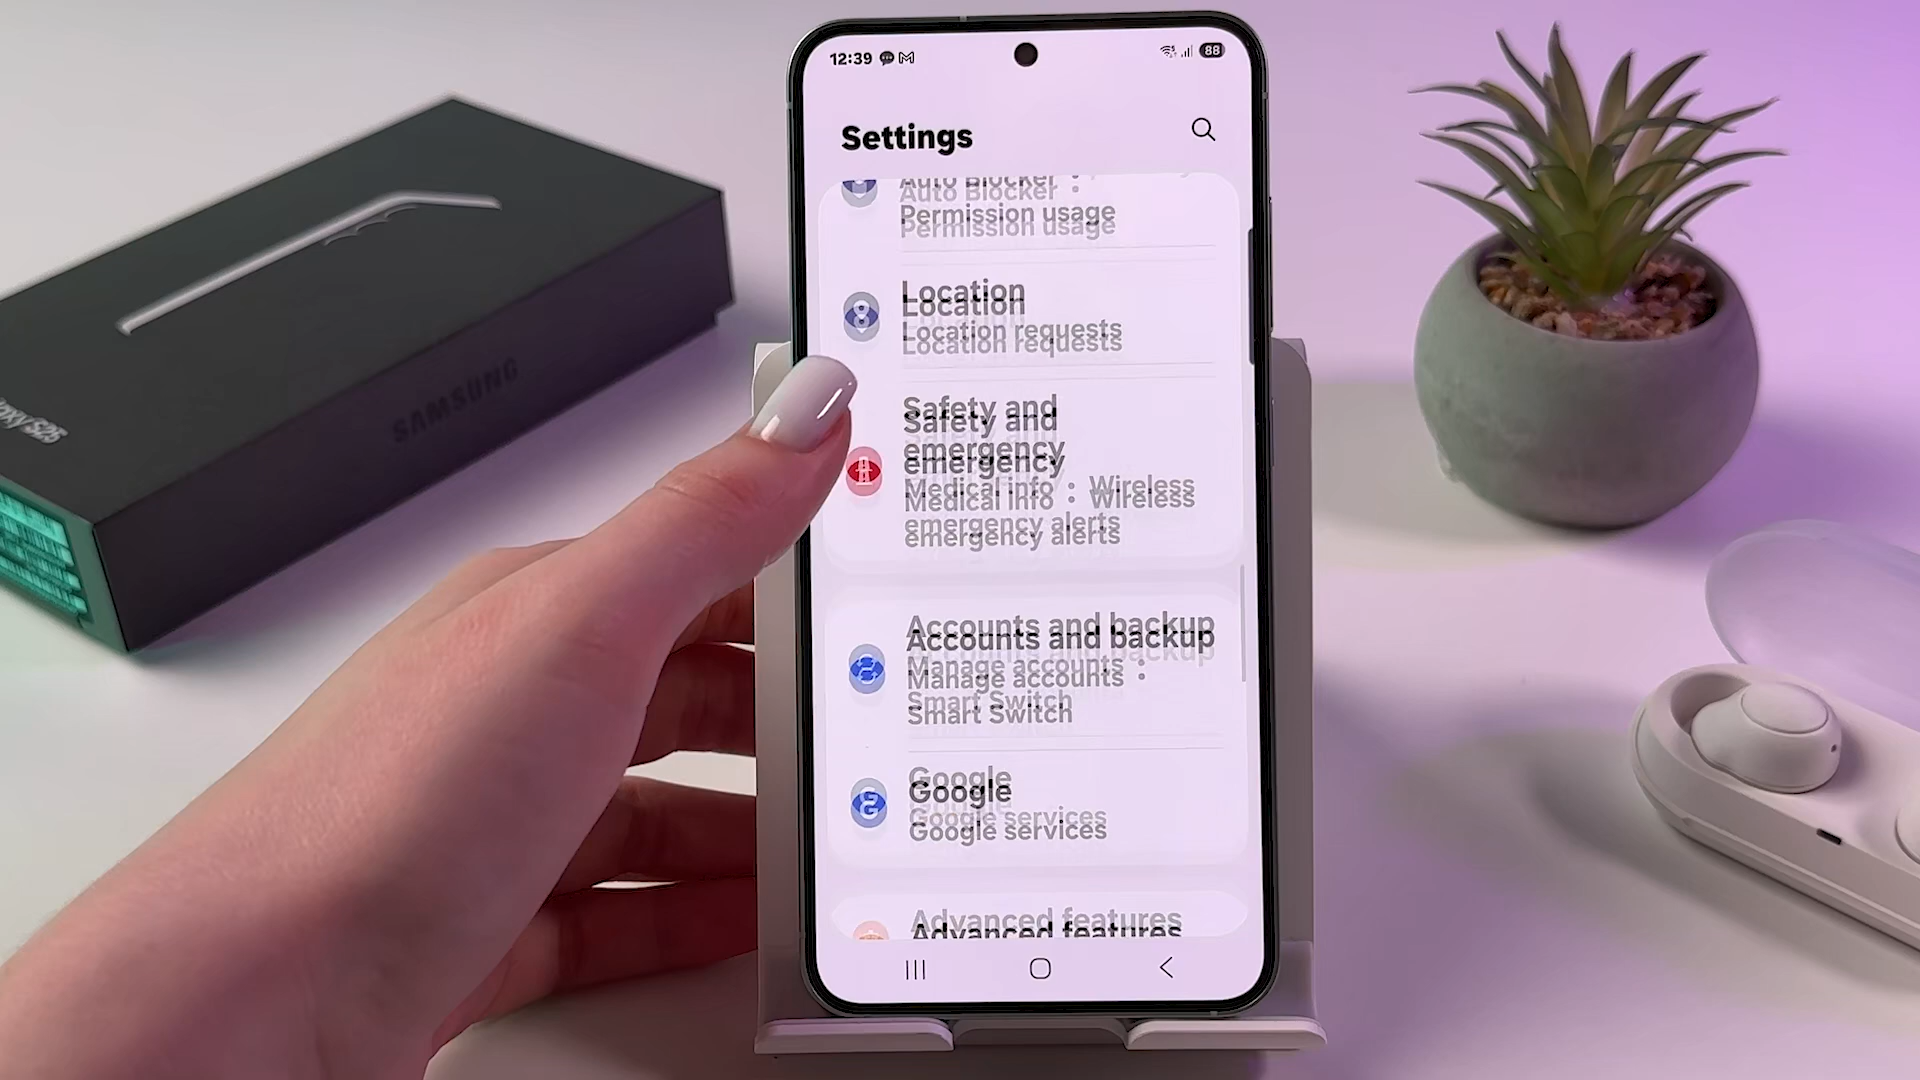 12:39
88
Settings
Auto Blocker :
Permission usage
Location
Location requests
Safety and
emergency
Medical info : Wireless
emergency alerts
Accounts and backup
Manage accounts :
Smart Switch
Google
Google services
Advanced features
SAMSUNG
S25